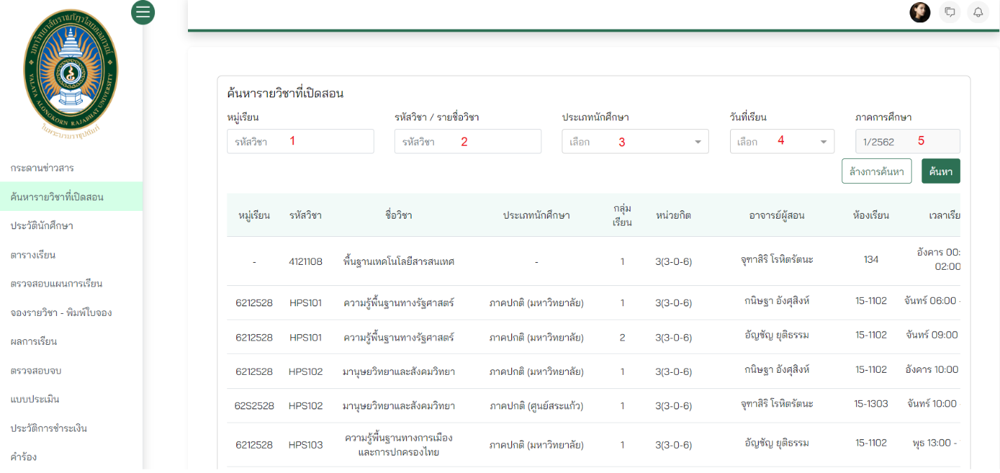 มหาวิทยาลัยราชภัฏวไลยอลงกรณ์
VALAYA ALONGKORN RAJABHAT UNIVERSITY
ในพระบรมราชูปถัมภ์
กระดานข่าวสาร
ค้นหารายวิชาที่เปิดสอน
ประวัตินักศึกษา
ตารางเรียน
ตรวจสอบแผนการเรียน
จองรายวิชา - พิมพ์ใบจอง
ผลการเรียน
ตรวจสอบจบ
แบบประเมิน
ประวัติการชำระเงิน
คำร้อง
ค้นหารายวิชาที่เปิดสอน
หมู่เรียน รหัสวิชา / รายชื่อวิชา ประเภทนักศึกษา วันที่เรียน ภาคการศึกษา
รหัสวิชา 1 รหัสวิชา 2 เลือก 3 เลือก 4 1/2562 5
ล้างการค้นหา ค้นหา
หมู่เรียน รหัสวิชา ชื่อวิชา ประเภทนักศึกษา กลุ่ม เรียน หน่วยกิต อาจารย์ผู้สอน ห้องเรียน เวลาเรีย
- 4121108 พื้นฐานเทคโนโลยีสารสนเทศ - 1 3(3-0-6) จุฑาสิริ โรหิตรัตนะ 134 อังคาร 00: 02:00
6212528 HPS101 ความรู้พื้นฐานทางรัฐศาสตร์ ภาคปกติ (มหาวิทยาลัย) 1 3(3-0-6) กนิษฐา อังศุสิงห์ 15-1102 จันทร์ 06:00 -
6212528 HPS101 ความรู้พื้นฐานทางรัฐศาสตร์ ภาคปกติ (มหาวิทยาลัย) 2 3(3-0-6) อัญชัญ ยุติธรรม 15-1102 จันทร์ 09:00
6212528 HPS102 มานุษยวิทยาและสังคมวิทยา ภาคปกติ (มหาวิทยาลัย) 1 3(3-0-6) กนิษฐา อังศุสิงห์ 15-1102 อังคาร 10:00
62S2528 HPS102 มานุษยวิทยาและสังคมวิทยา ภาคปกติ (ศูนย์สระแก้ว) 1 3(3-0-6) จุฑาสิริ โรหิตรัตนะ 15-1303 จันทร์ 10:00 -
6212528 HPS103 ความรู้พื้นฐานทางการเมือง และการปกครองไทย ภาคปกติ (มหาวิทยาลัย) 1 3(3-0-6) อัญชัญ ยุติธรรม 15-1102 พุธ 13:00 -